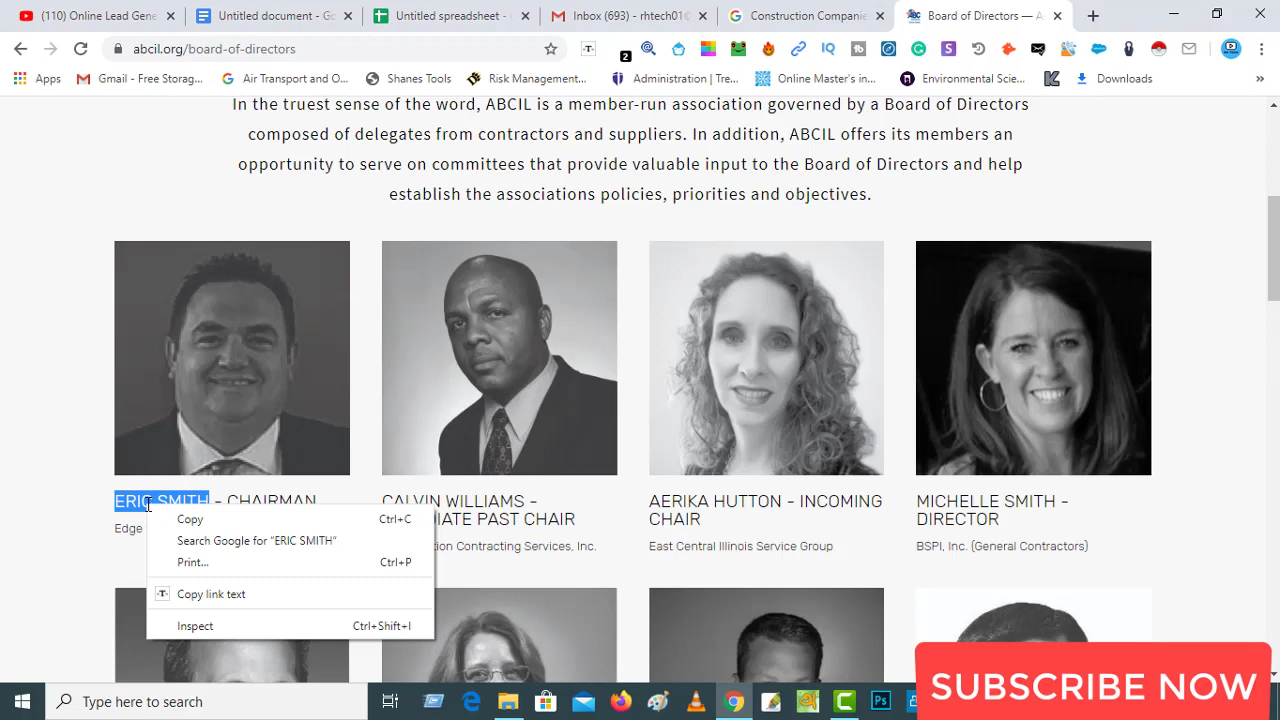 (110) Online Lead Gene
Untitled document - G
Untitled spreadsheet - 
Inbox (693) - rhtech01@
Construction Companie
Board of Directors — A
abcil.org/board-of-directors
2
IQ
S
Apps
Gmail - Free Storag...
Air Transport and O...
Shanes Tools
Risk Management...
Administration | Tre...
Online Master's in...
Environmental Scie...
Downloads
»
In the truest sense of the word, ABCIL is a member-run association governed by a Board of Directors
composed of delegates from contractors and suppliers. In addition, ABCIL offers its members an
opportunity to serve on committees that provide valuable input to the Board of Directors and help
establish the associations policies, priorities and objectives.
ERIC SMITH - CHAIRMAN
Edge
CALVIN WILLIAMS -
IATE PAST CHAIR
tion Contracting Services, Inc.
AERIKA HUTTON - INCOMING
CHAIR
East Central Illinois Service Group
MICHELLE SMITH -
DIRECTOR
BSPI, Inc. (General Contractors)
Copy Ctrl+C
Search Google for “ERIC SMITH”
Print... Ctrl+P
-T- Copy link text
Inspect Ctrl+Shift+I
SUBSCRIBE NOW
Type here to search
Ps